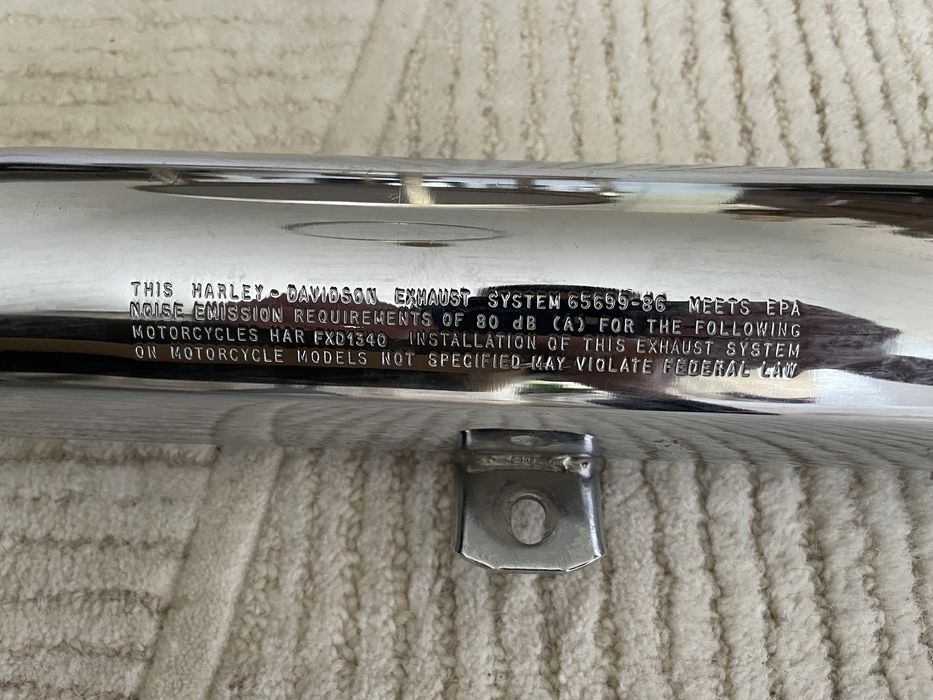 THIS HARLEY-DAVIDSON EXHAUST SYSTEM 65699-86 MEETS EPA
NOISE EMISSION REQUIREMENTS OF 80 dB (A) FOR THE FOLLOWING
MOTORCYCLES HAR FXD1340 INSTALLATION OF THIS EXHAUST SYSTEM
ON MOTORCYCLE MODELS NOT SPECIFIED MAY VIOLATE FEDERAL LAW